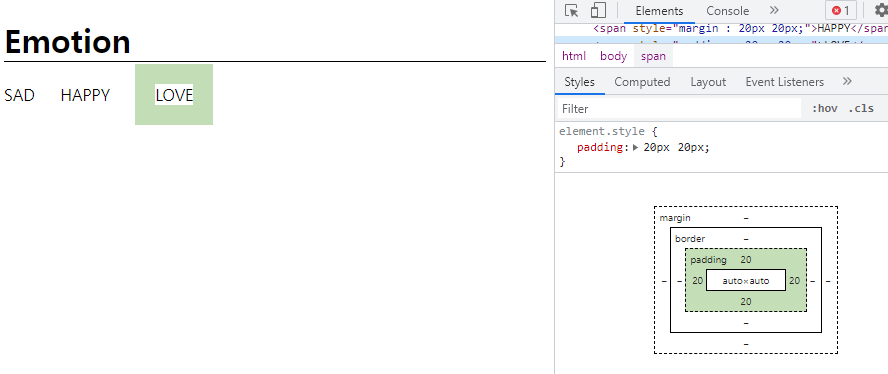 Emotion
SAD HAPPY LOVE
Elements Console » 1
<span style="margin : 20px 20px;">HAPPY</span
html body span
Styles Computed Layout Event Listeners »
Filter :hov .cls
element.style {
padding: 20px 20px;
}
margin –
border –
padding 20
– – 20 auto×auto 20 – –
20
–
–